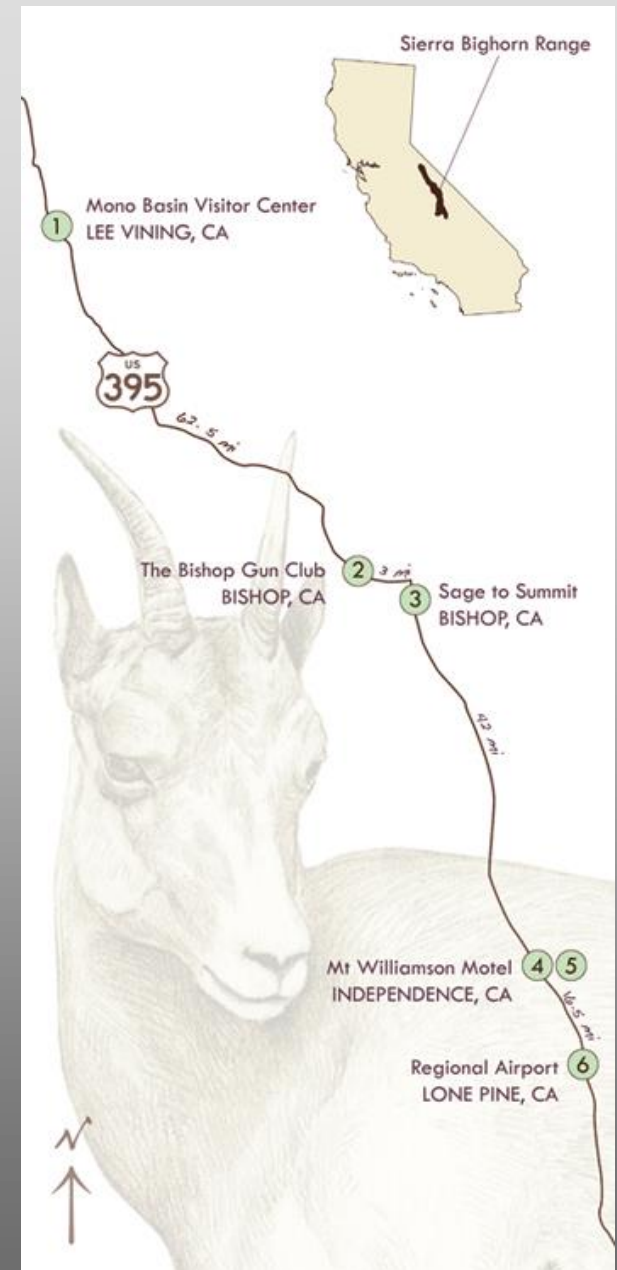 Sierra Bighorn Range
1
Mono Basin Visitor Center
LEE VINING, CA
US
395
62.5 mi
The Bishop Gun Club
BISHOP, CA
2
3 mi
3
Sage to Summit
BISHOP, CA
42 mi
Mt Williamson Motel
INDEPENDENCE, CA
4 5
16.5 mi
Regional Airport
LONE PINE, CA
6
N